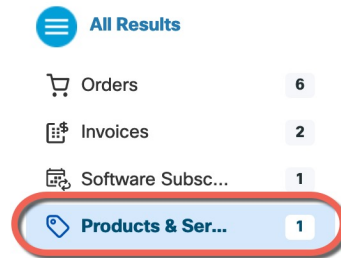 All Results
Orders 6
Invoices 2
Software Subsc... 1
Products & Ser... 1